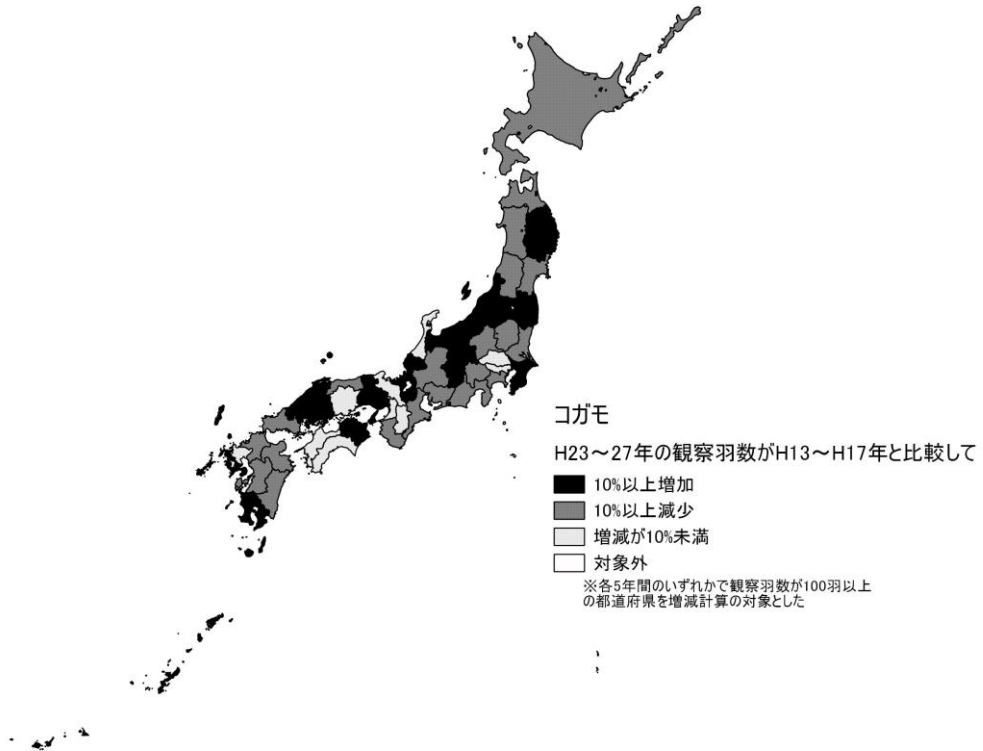 コガモ
H23～27年の観察羽数がH13～H17年と比較して
10%以上増加
10%以上減少
増減が10%未満
対象外
※各5年間のいずれかで観察羽数が100羽以上
の都道府県を増減計算の対象とした